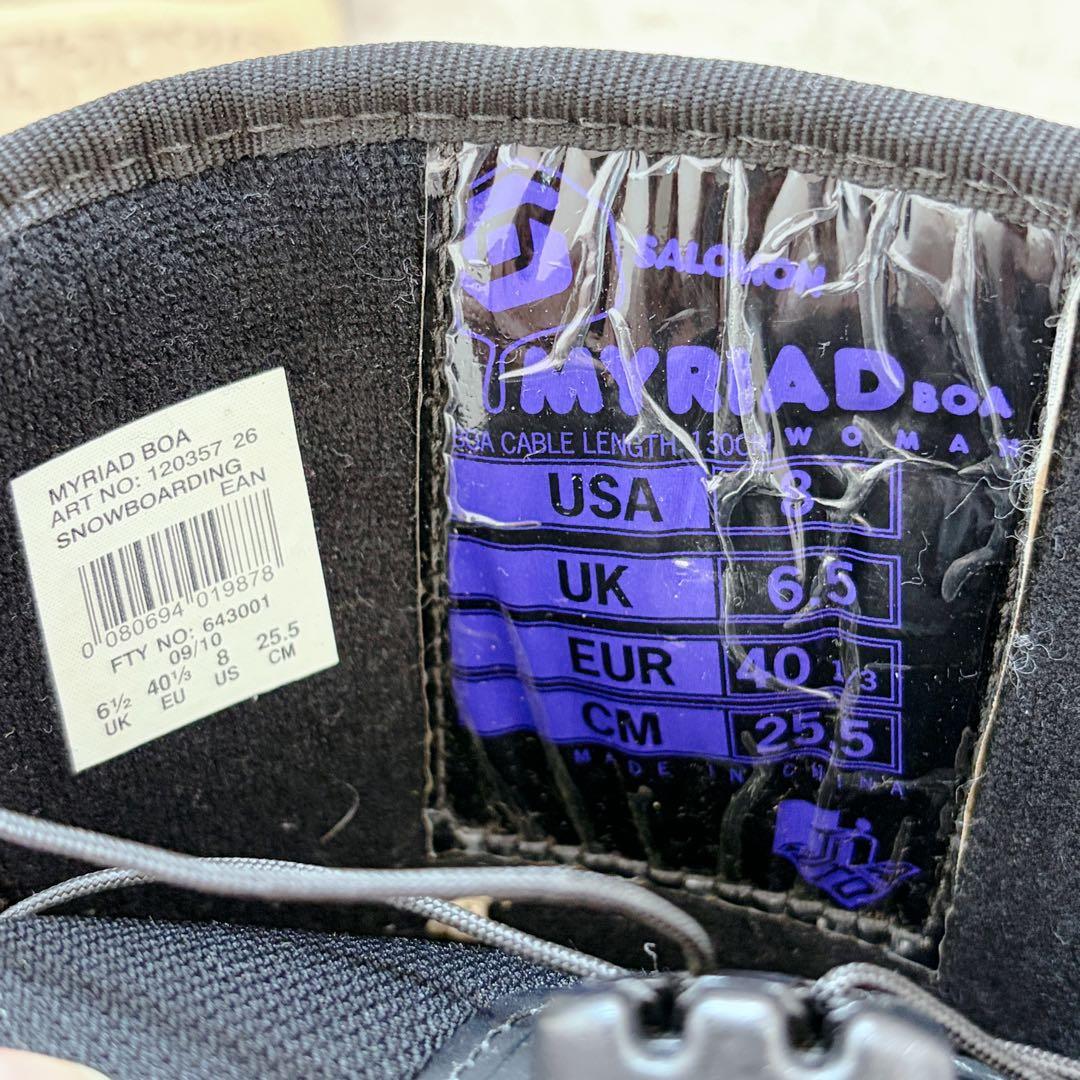 MYRIAD BOA
ART NO: 120357 26
SNOWBOARDING
EAN
0 080694 019878
FTY NO: 643001
09/10
6½ 40⅓ 8 25.5
UK EU US CM
SALOMON
MYRIAD BOA
WOMAN
BOA CABLE LENGTH: 130CM
USA 8
UK 6.5
EUR 40 1/3
CM 25.5
MADE IN CHINA